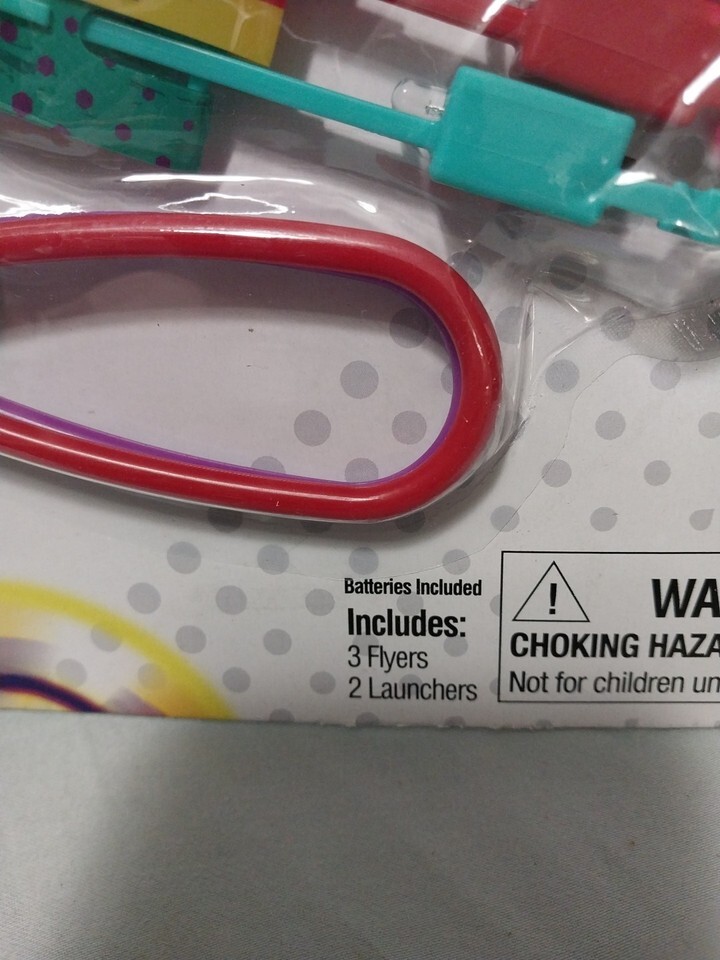 Batteries Included
Includes:
3 Flyers
2 Launchers
!
WA
CHOKING HAZA
Not for children un